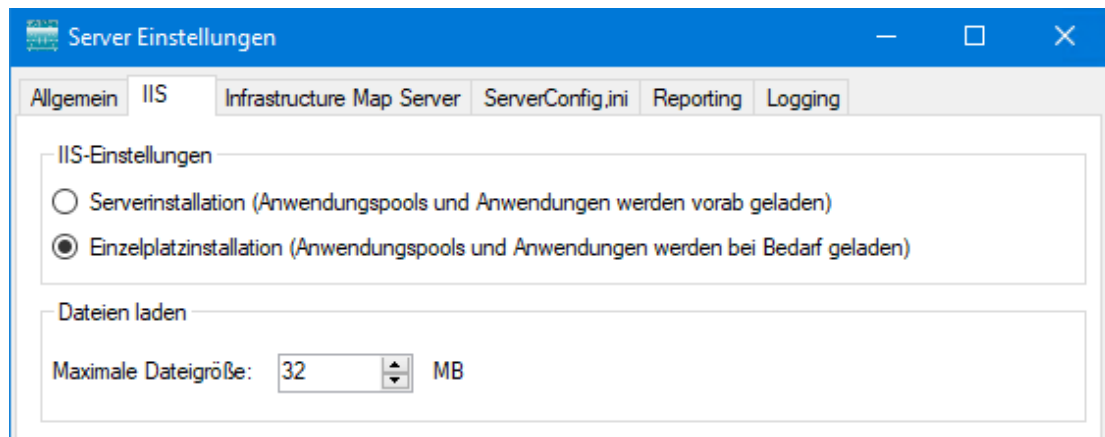 Server Einstellungen
Allgemein IIS Infrastructure Map Server ServerConfig,ini Reporting Logging
IIS-Einstellungen
Serverinstallation (Anwendungspools und Anwendungen werden vorab geladen)
Einzelplatzinstallation (Anwendungspools und Anwendungen werden bei Bedarf geladen)
Dateien laden
Maximale Dateigröße: 32 MB